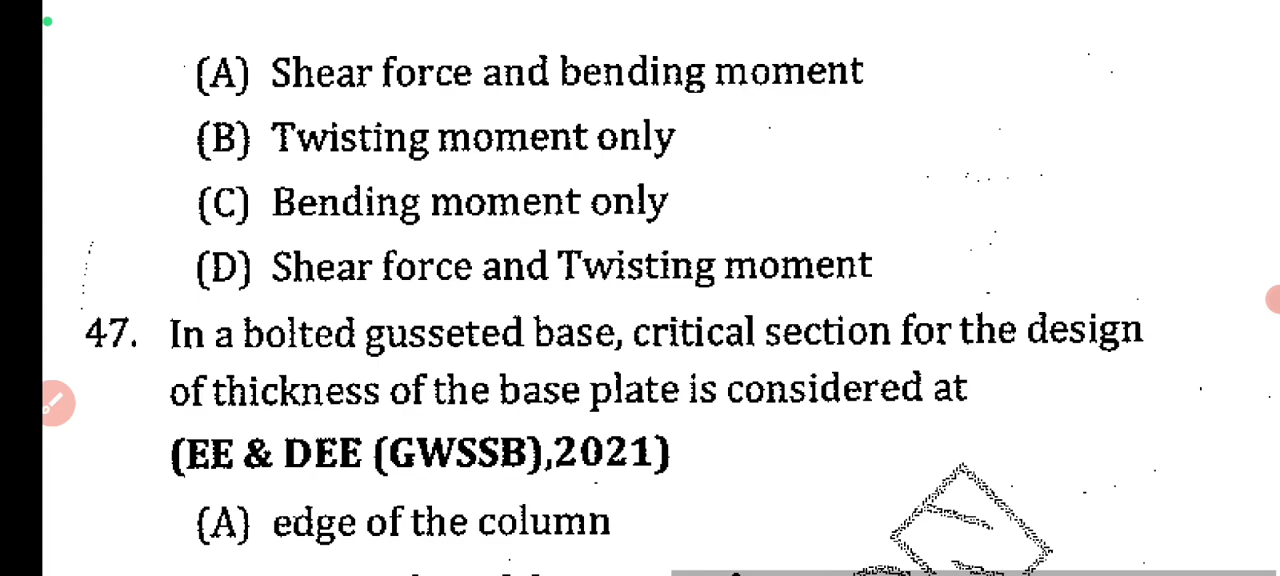 (A) Shear force and bending moment
(B) Twisting moment only
(C) Bending moment only
(D) Shear force and Twisting moment
47. In a bolted gusseted base, critical section for the design
of thickness of the base plate is considered at
(EE & DEE (GWSSB),2021)
(A) edge of the column